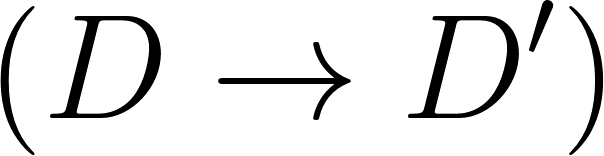 (D → D′)